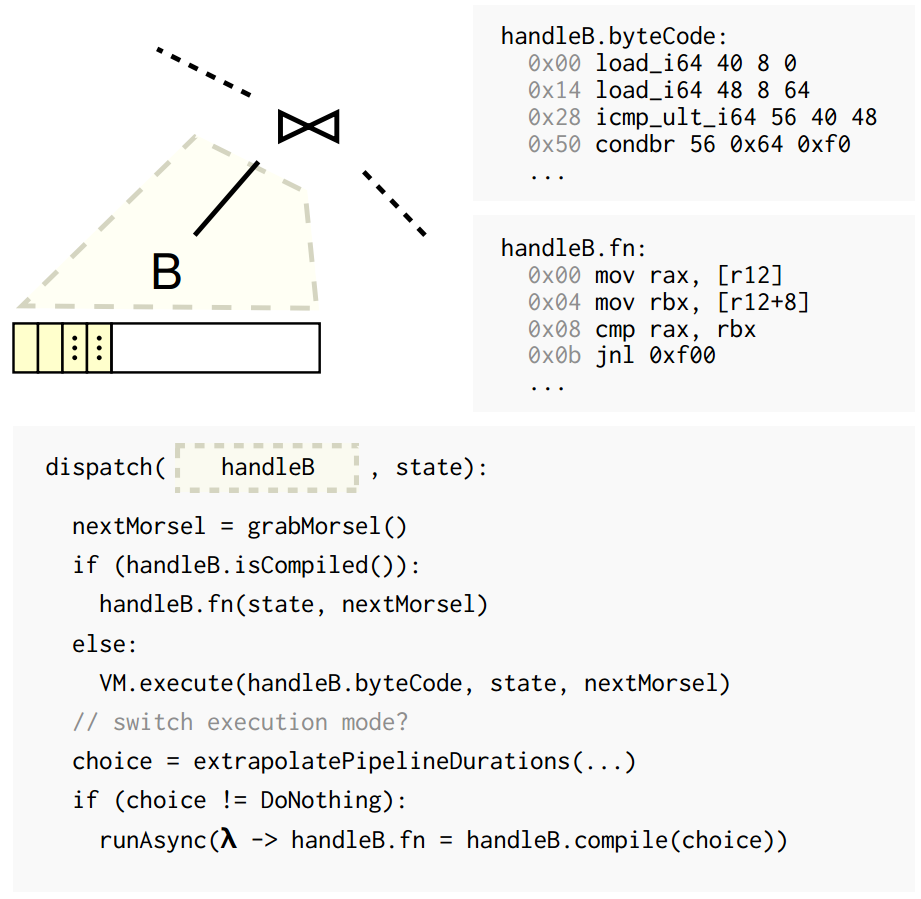 B
handleB.byteCode:
0x00 load_i64 40 8 0
0x14 load_i64 48 8 64
0x28 icmp_ult_i64 56 40 48
0x50 condbr 56 0x64 0xf0
...
handleB.fn:
0x00 mov rax, [r12]
0x04 mov rbx, [r12+8]
0x08 cmp rax, rbx
0x0b jnl 0xf00
...
dispatch( handleB , state):
nextMorsel = grabMorsel()
if (handleB.isCompiled()):
handleB.fn(state, nextMorsel)
else:
VM.execute(handleB.byteCode, state, nextMorsel)
// switch execution mode?
choice = extrapolatePipelineDurations(...)
if (choice != DoNothing):
runAsync(λ -> handleB.fn = handleB.compile(choice))